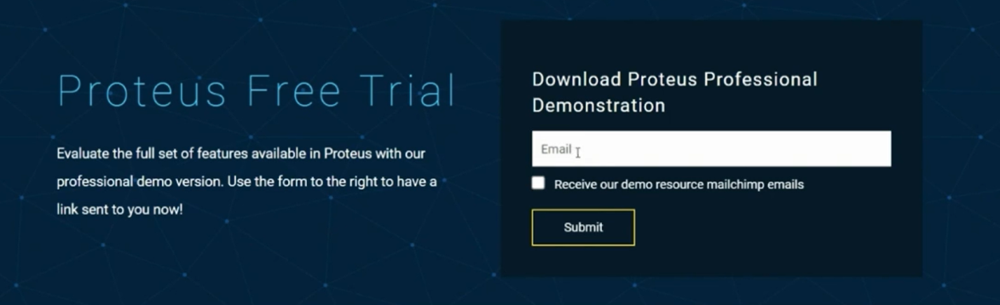 Proteus Free Trial
Evaluate the full set of features available in Proteus with our
professional demo version. Use the form to the right to have a
link sent to you now!
Download Proteus Professional
Demonstration
Email
Receive our demo resource mailchimp emails
Submit